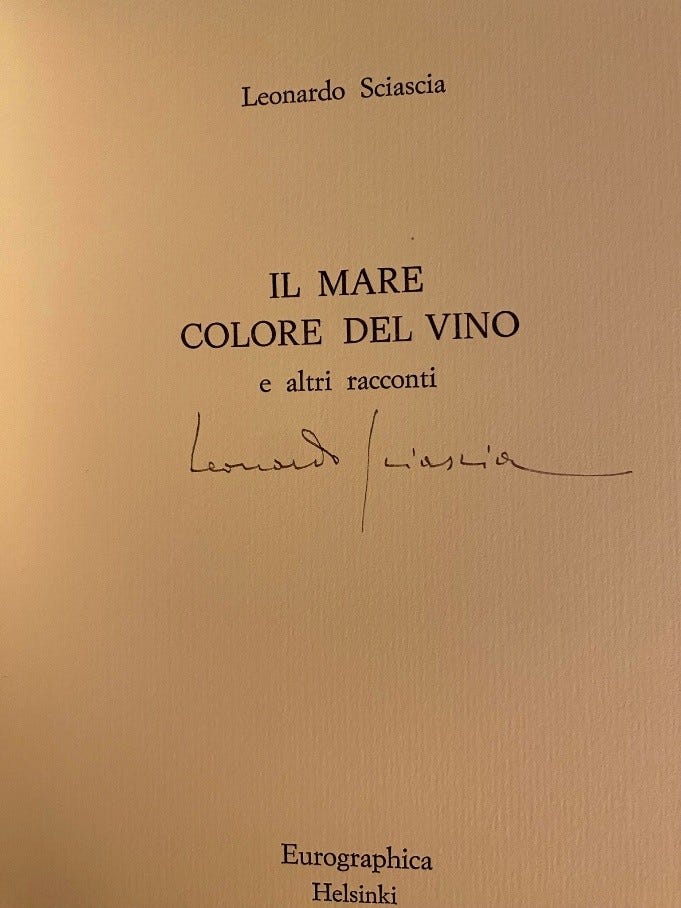 Leonardo Sciascia
IL MARE
COLORE DEL VINO
e altri racconti
Leonardo Sciascia
Eurographica
Helsinki